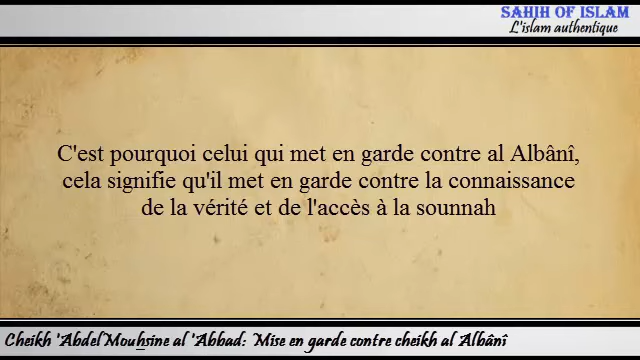 SAHIH OF ISLAM
L'islam authentique
C'est pourquoi celui qui met en garde contre al Albânî,
cela signifie qu'il met en garde contre la connaissance
de la vérité et de l'accès à la sounnah
Cheikh 'Abdel Mouhsine al 'Abbad: Mise en garde contre cheikh al Albânî